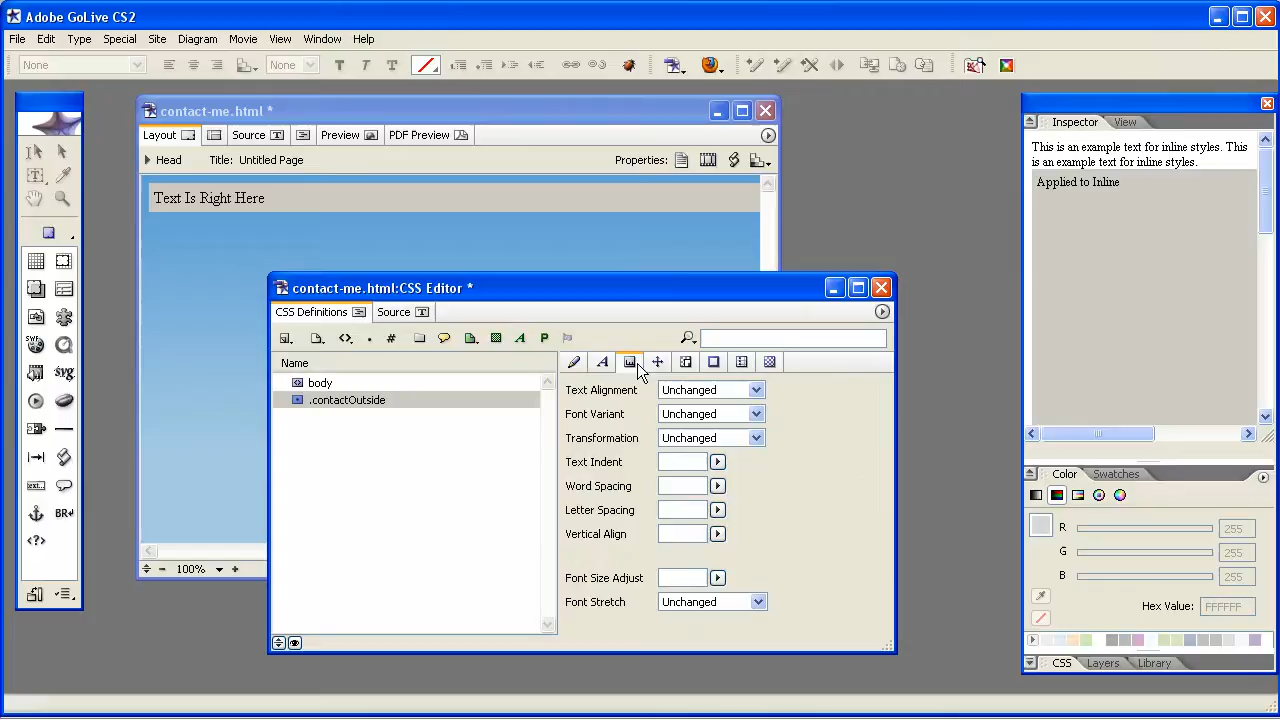 Adobe GoLive CS2
File Edit Type Special Site Diagram Movie View Window Help
None None T T T
contact-me.html *
Layout Source Preview PDF Preview
Head Title: Untitled Page Properties:
Text Is Right Here
100%
SWF
svg
text...
BR
<?>
contact-me.html:CSS Editor *
CSS Definitions Source
Name
body
.contactOutside
Text Alignment Unchanged
Font Variant Unchanged
Transformation Unchanged
Text Indent
Word Spacing
Letter Spacing
Vertical Align
Font Size Adjust
Font Stretch Unchanged
Inspector View
This is an example text for inline styles. This
is an example text for inline styles.
Applied to Inline
Color Swatches
R 255
G 255
B 255
Hex Value: FFFFFF
CSS Layers Library